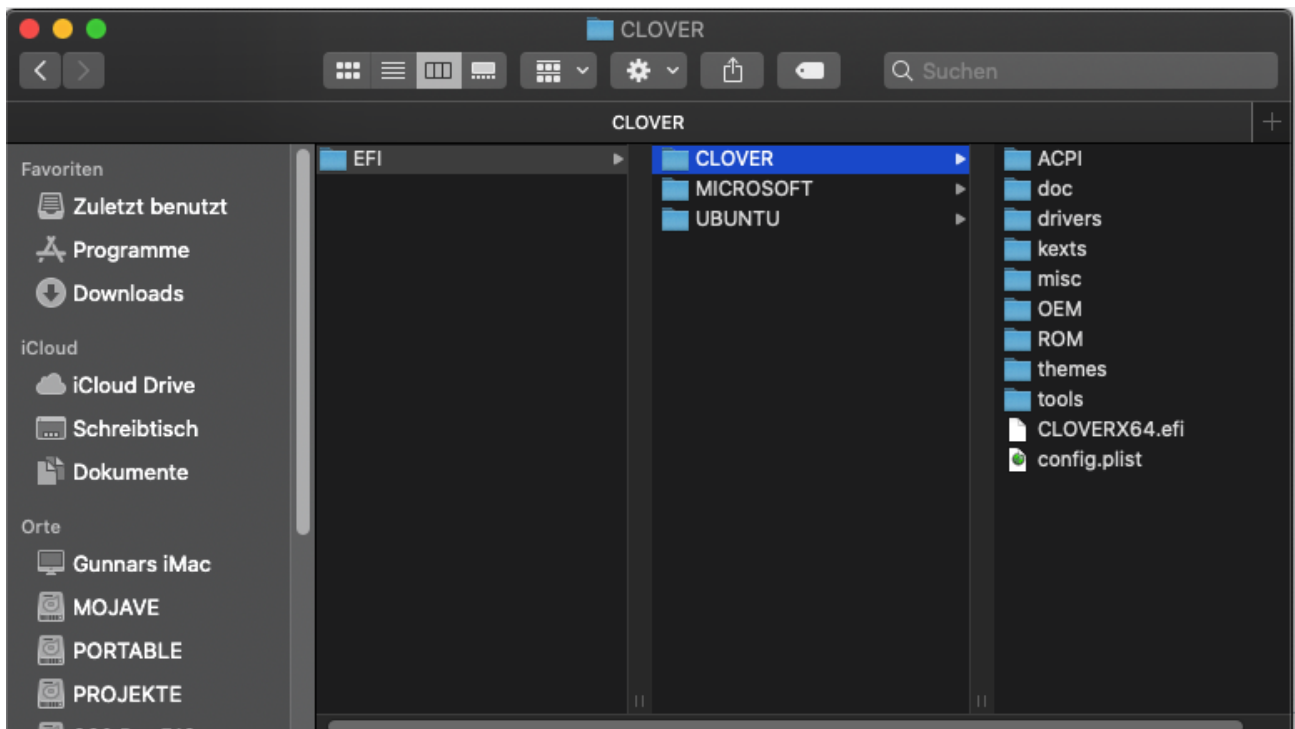 CLOVER
Suchen
CLOVER
Favoriten
Zuletzt benutzt
Programme
Downloads
iCloud
iCloud Drive
Schreibtisch
Dokumente
Orte
Gunnars iMac
MOJAVE
PORTABLE
PROJEKTE
EFI
CLOVER
MICROSOFT
UBUNTU
ACPI
doc
drivers
kexts
misc
OEM
ROM
themes
tools
CLOVERX64.efi
config.plist